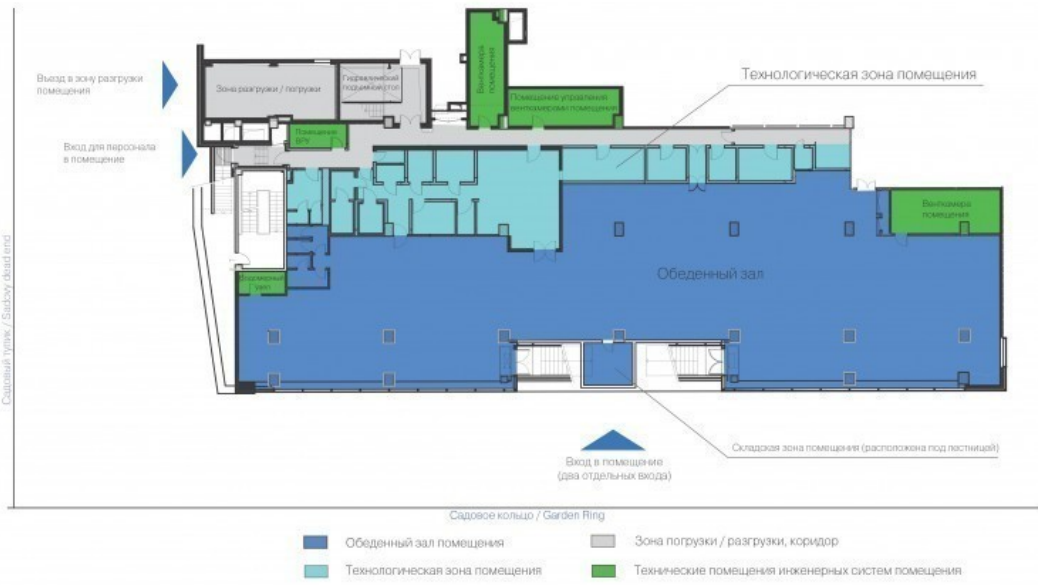 Въезд в зону разгрузки
помещения
Вход для персонала
в помещение
Зона разгрузки / погрузки
Гидравлический
подъемный стол
Венткамера
помещения
Помещение управления
венткамерами помещения
Помещение
ВРУ
Технологическая зона помещения
Венткамера
помещения
Обеденный зал
Водомерный
узел
Садовый тупик / Sadovy dead end
Складская зона помещения (расположена под лестницей)
Вход в помещение
(два отдельных входа)
Садовое кольцо / Garden Ring
Обеденный зал помещения
Зона погрузки / разгрузки, коридор
Технологическая зона помещения
Технические помещения инженерных систем помещения